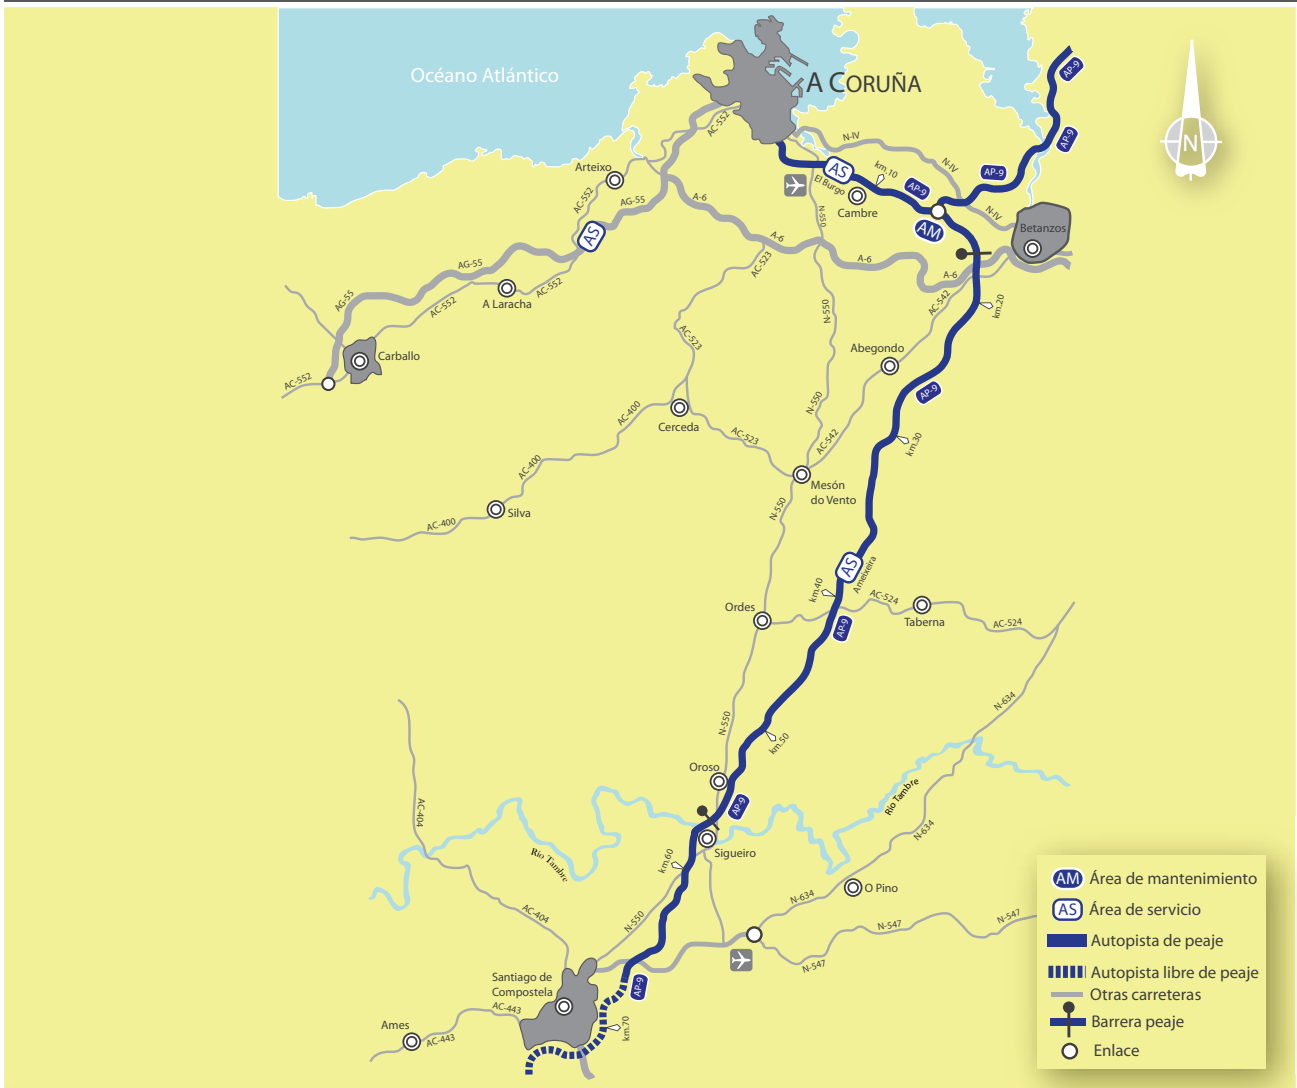 Océano Atlántico
A CORUÑA
AP-9
AP-9
AP-9
AP-9
N-IV
N-IV
N-IV
AC-552
Arteixo
AC-552
AG-55
AS
AS
El Burgo
km.10
Cambre
AM
N
Betanzos
A-6
A-6
A-6
A-6
N-550
AG-55
AG-55
A Laracha
AC-552
AC-552
AC-523
AC-542
km.20
N-550
AC-523
Abegondo
Carballo
AC-552
AP-9
AC-400
Cerceda
AC-523
N-550
AC-542
km.30
AC-400
Mesón
do Vento
Silva
AC-400
N-550
AS
Ameixeira
km.40
AC-524
Ordes
Taberna
AC-524
AP-9
N-634
N-550
km.50
Oroso
AP-9
Río Tambre
AC-404
N-634
Sigueiro
Río Tambre
km.60
O Pino
N-634
AC-404
N-550
N-547
N-547
N-547
Santiago de
Compostela
AP-9
AC-443
Ames
AC-443
km.70
AM Área de mantenimiento
AS Área de servicio
Autopista de peaje
Autopista libre de peaje
Otras carreteras
Barrera peaje
Enlace